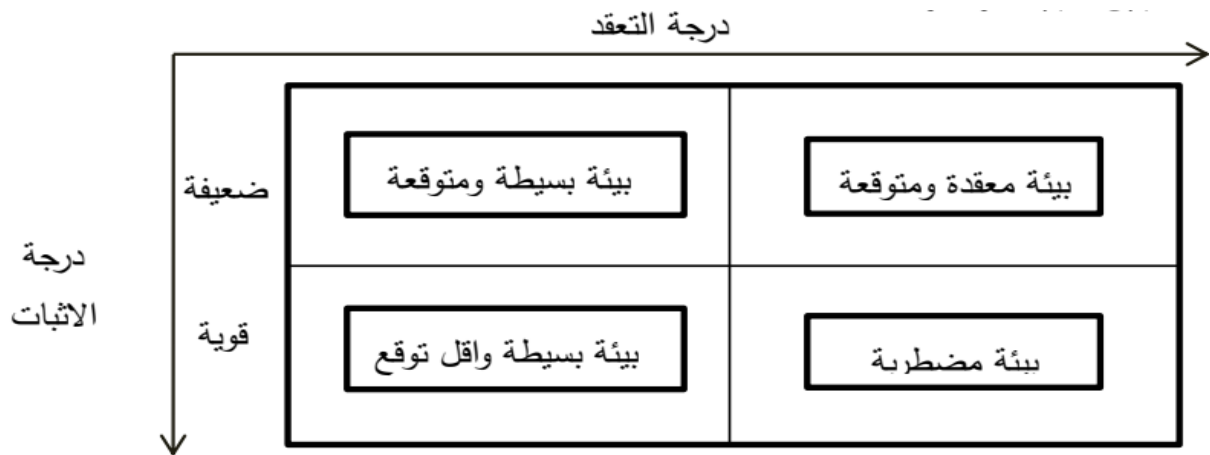 درجة التعقد
ضعيفة
بيئة بسيطة ومتوقعة
بيئة معقدة ومتوقعة
درجة
الاثبات
قوية
بيئة بسيطة واقل توقع
بيئة مضطربة